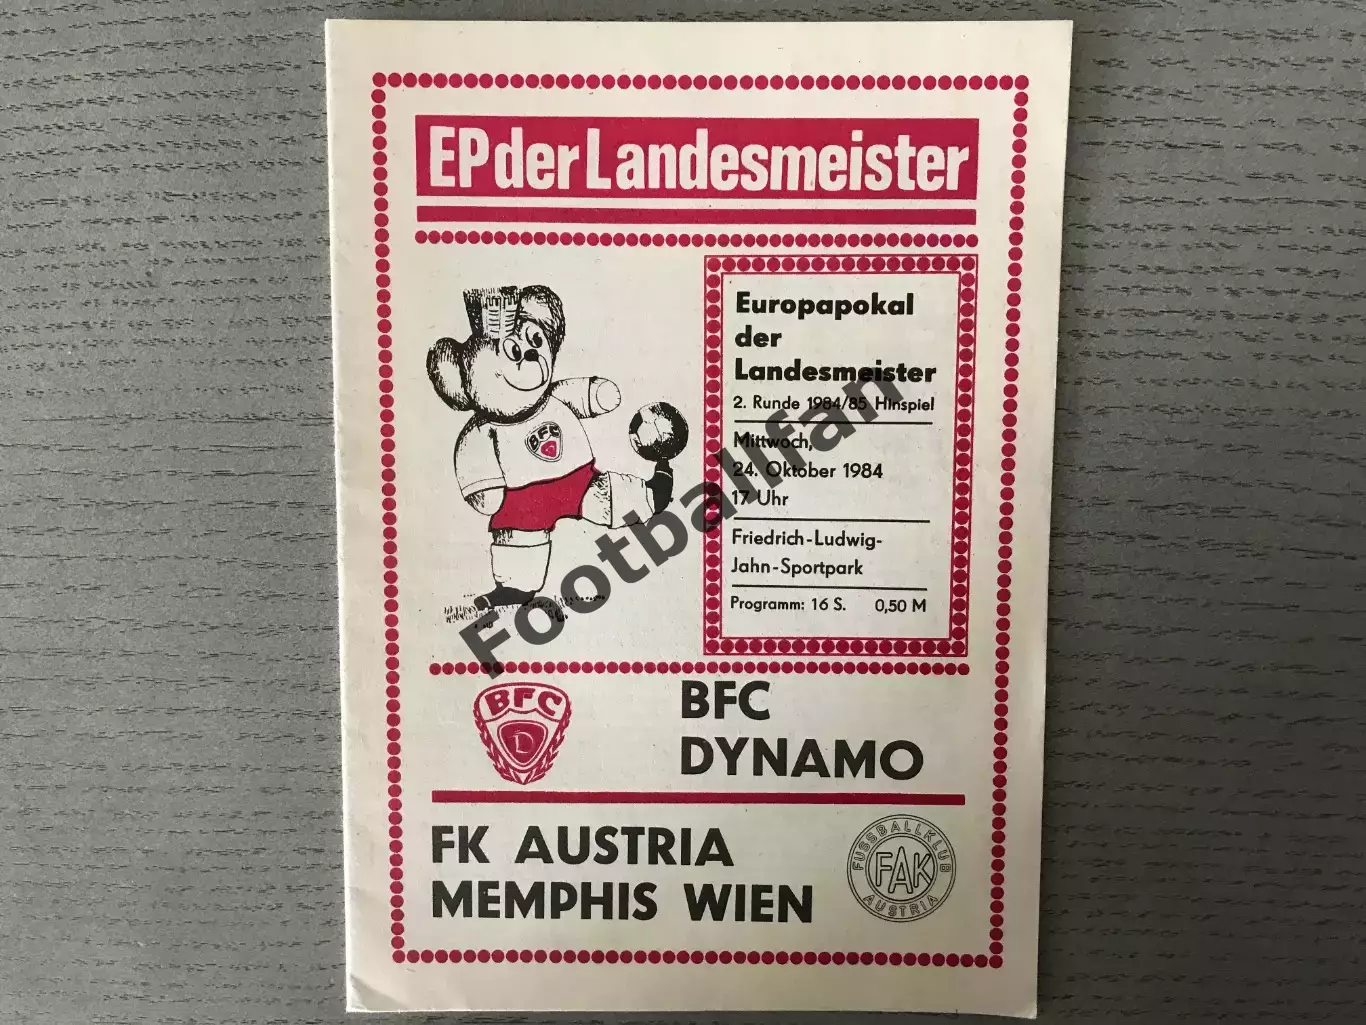 EP der Landesmeister
Europapokal
der
Landesmeister
2. Runde 1984/85 Hinspiel
Mittwoch,
24. Oktober 1984
17 Uhr
Friedrich-Ludwig-
Jahn-Sportpark
Programm: 16 S. 0,50 M
BFC
D
Footballfan
BFC
D
BFC
DYNAMO
FK AUSTRIA
MEMPHIS WIEN
FUSSBALLKLUB
FAK
AUSTRIA